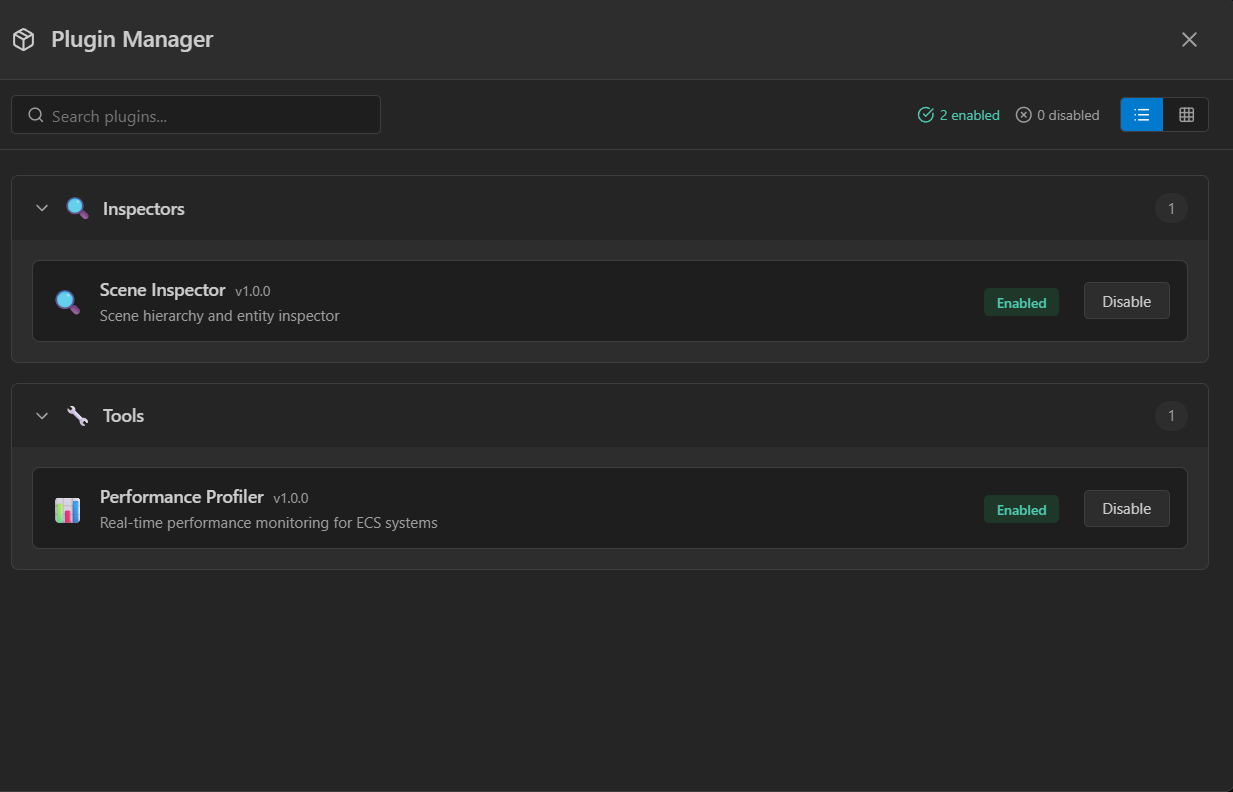 Plugin Manager
Search plugins...
2 enabled
0 disabled
Inspectors
1
Scene Inspector v1.0.0
Scene hierarchy and entity inspector
Enabled
Disable
Tools
1
Performance Profiler v1.0.0
Real-time performance monitoring for ECS systems
Enabled
Disable